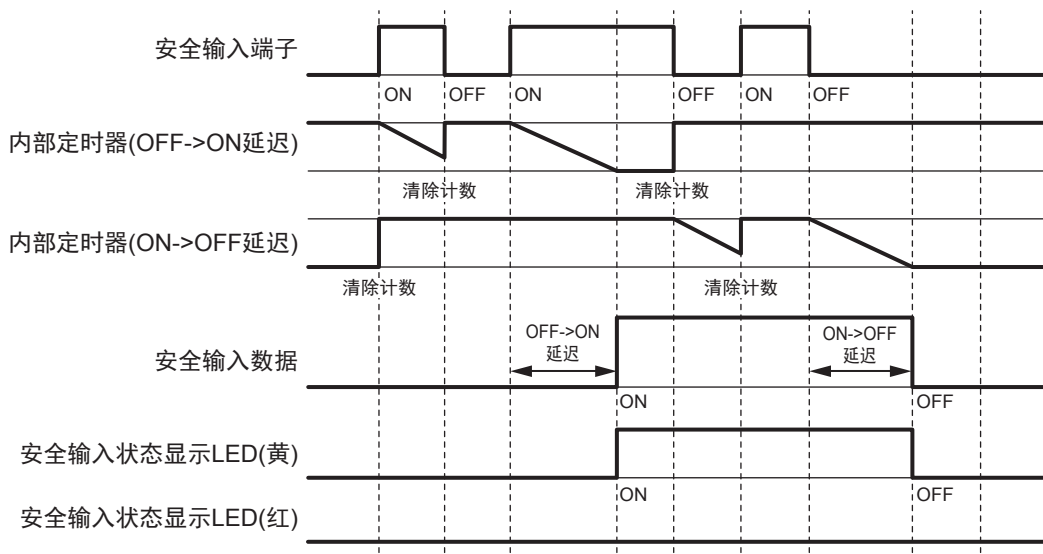 安全输入端子
ON OFF ON OFF ON OFF
内部定时器(OFF->ON延迟)
清除计数 清除计数
内部定时器(ON->OFF延迟)
清除计数 清除计数
OFF->ON
延迟
ON->OFF
延迟
安全输入数据
ON OFF
安全输入状态显示LED(黄)
ON OFF
安全输入状态显示LED(红)